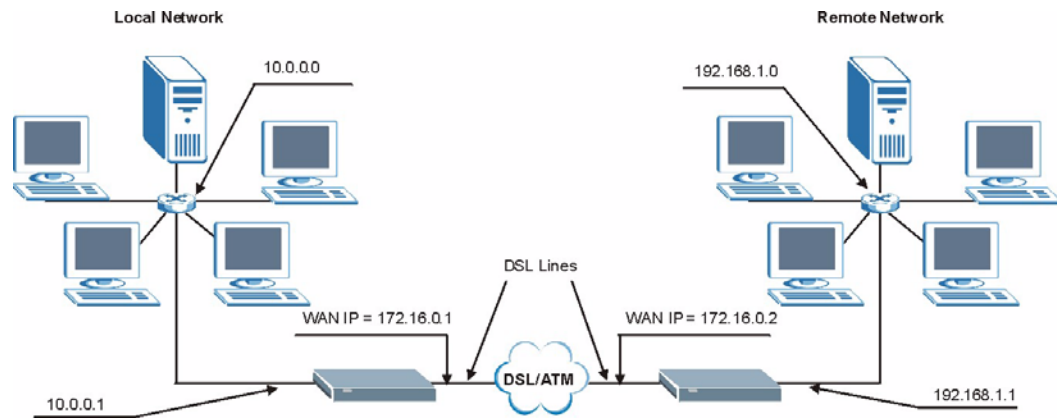 Local Network
Remote Network
10.0.0.0
192.168.1.0
DSL Lines
WAN IP = 172.16.0.1
WAN IP = 172.16.0.2
DSL/ATM
10.0.0.1
192.168.1.1